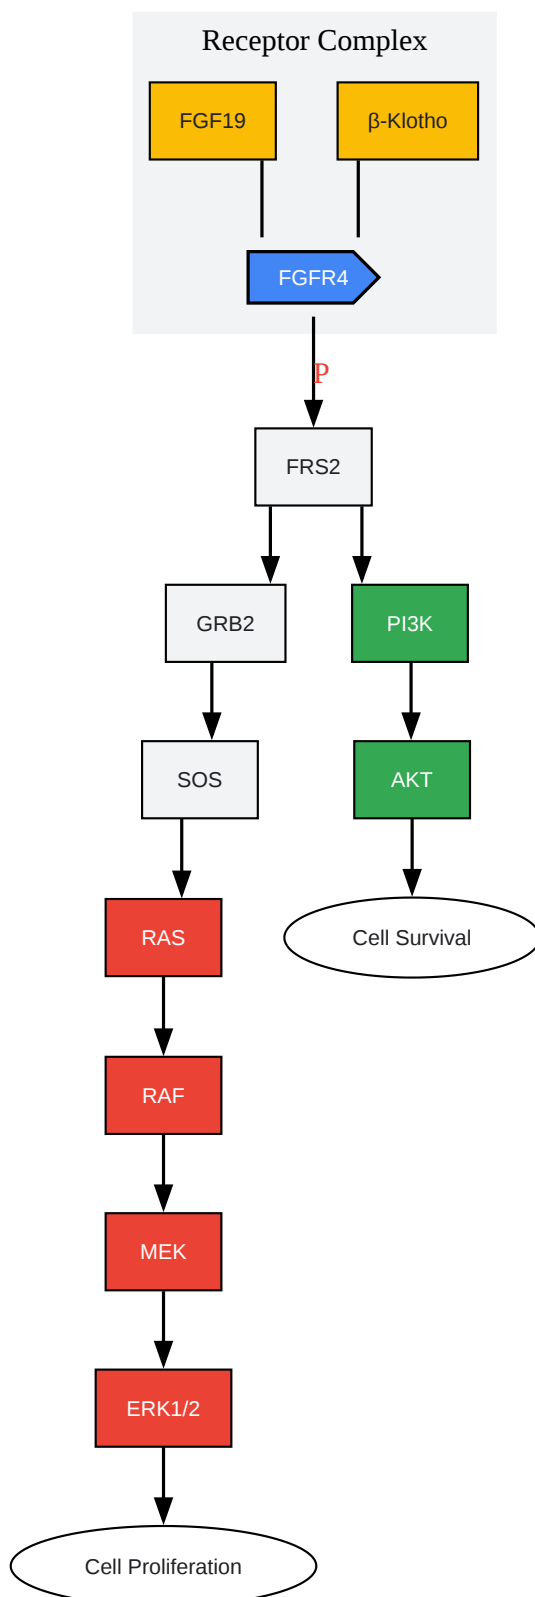 Receptor Complex
FGF19
β-Klotho
FGFR4
P
FRS2
GRB2
PI3K
SOS
AKT
RAS
Cell Survival
RAF
MEK
ERK1/2
Cell Proliferation